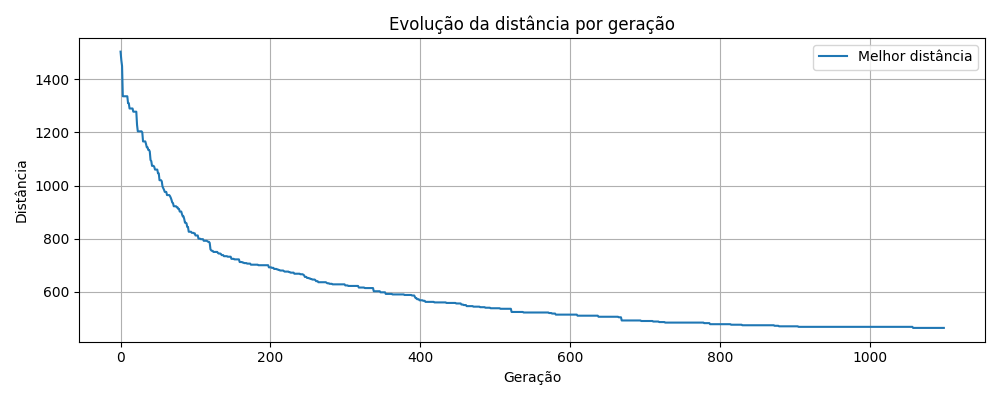 Evolução da distância por geração
Melhor distância
Distância
1400
1200
1000
800
600
0 200 400 600 800 1000
Geração